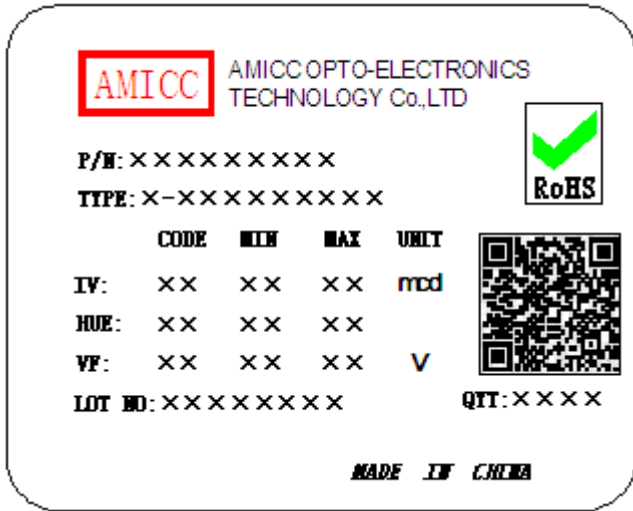 AMICC
AMICC OPTO-ELECTRONICS
TECHNOLOGY Co.,LTD
P/N: ×××××××××
TYPE: ×-×××××××××
RoHS
CODE MIN MAX UNIT
IV: ×× ×× ×× mcd
HUE: ×× ×× ××
VF: ×× ×× ×× V
LOT NO: ××××××××
QTY: ××××
MADE IN CHINA